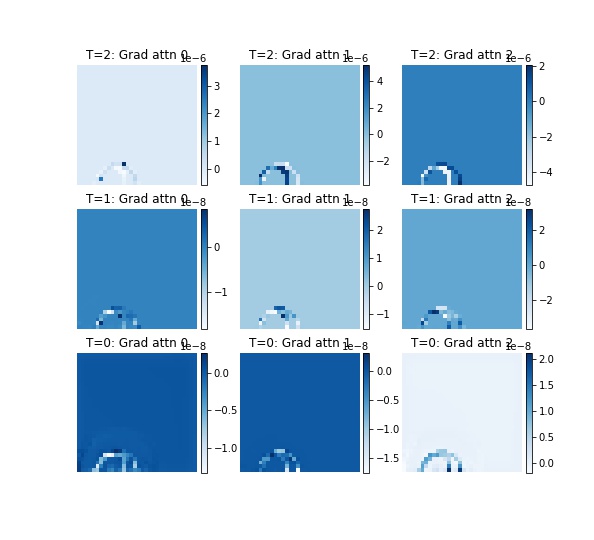 T=2: Grad attn 0
1e−6
3
2
1
0
T=2: Grad attn 1
1e−6
4
2
0
−2
T=2: Grad attn 2
1e−6
2
0
−2
−4
T=1: Grad attn 0
1e−8
0
−1
T=1: Grad attn 1
1e−8
2
1
0
−1
T=1: Grad attn 2
1e−8
2
0
−2
T=0: Grad attn 0
1e−8
0.0
−0.5
−1.0
T=0: Grad attn 1
1e−8
0.0
−0.5
−1.0
−1.5
T=0: Grad attn 2
1e−8
2.0
1.5
1.0
0.5
0.0